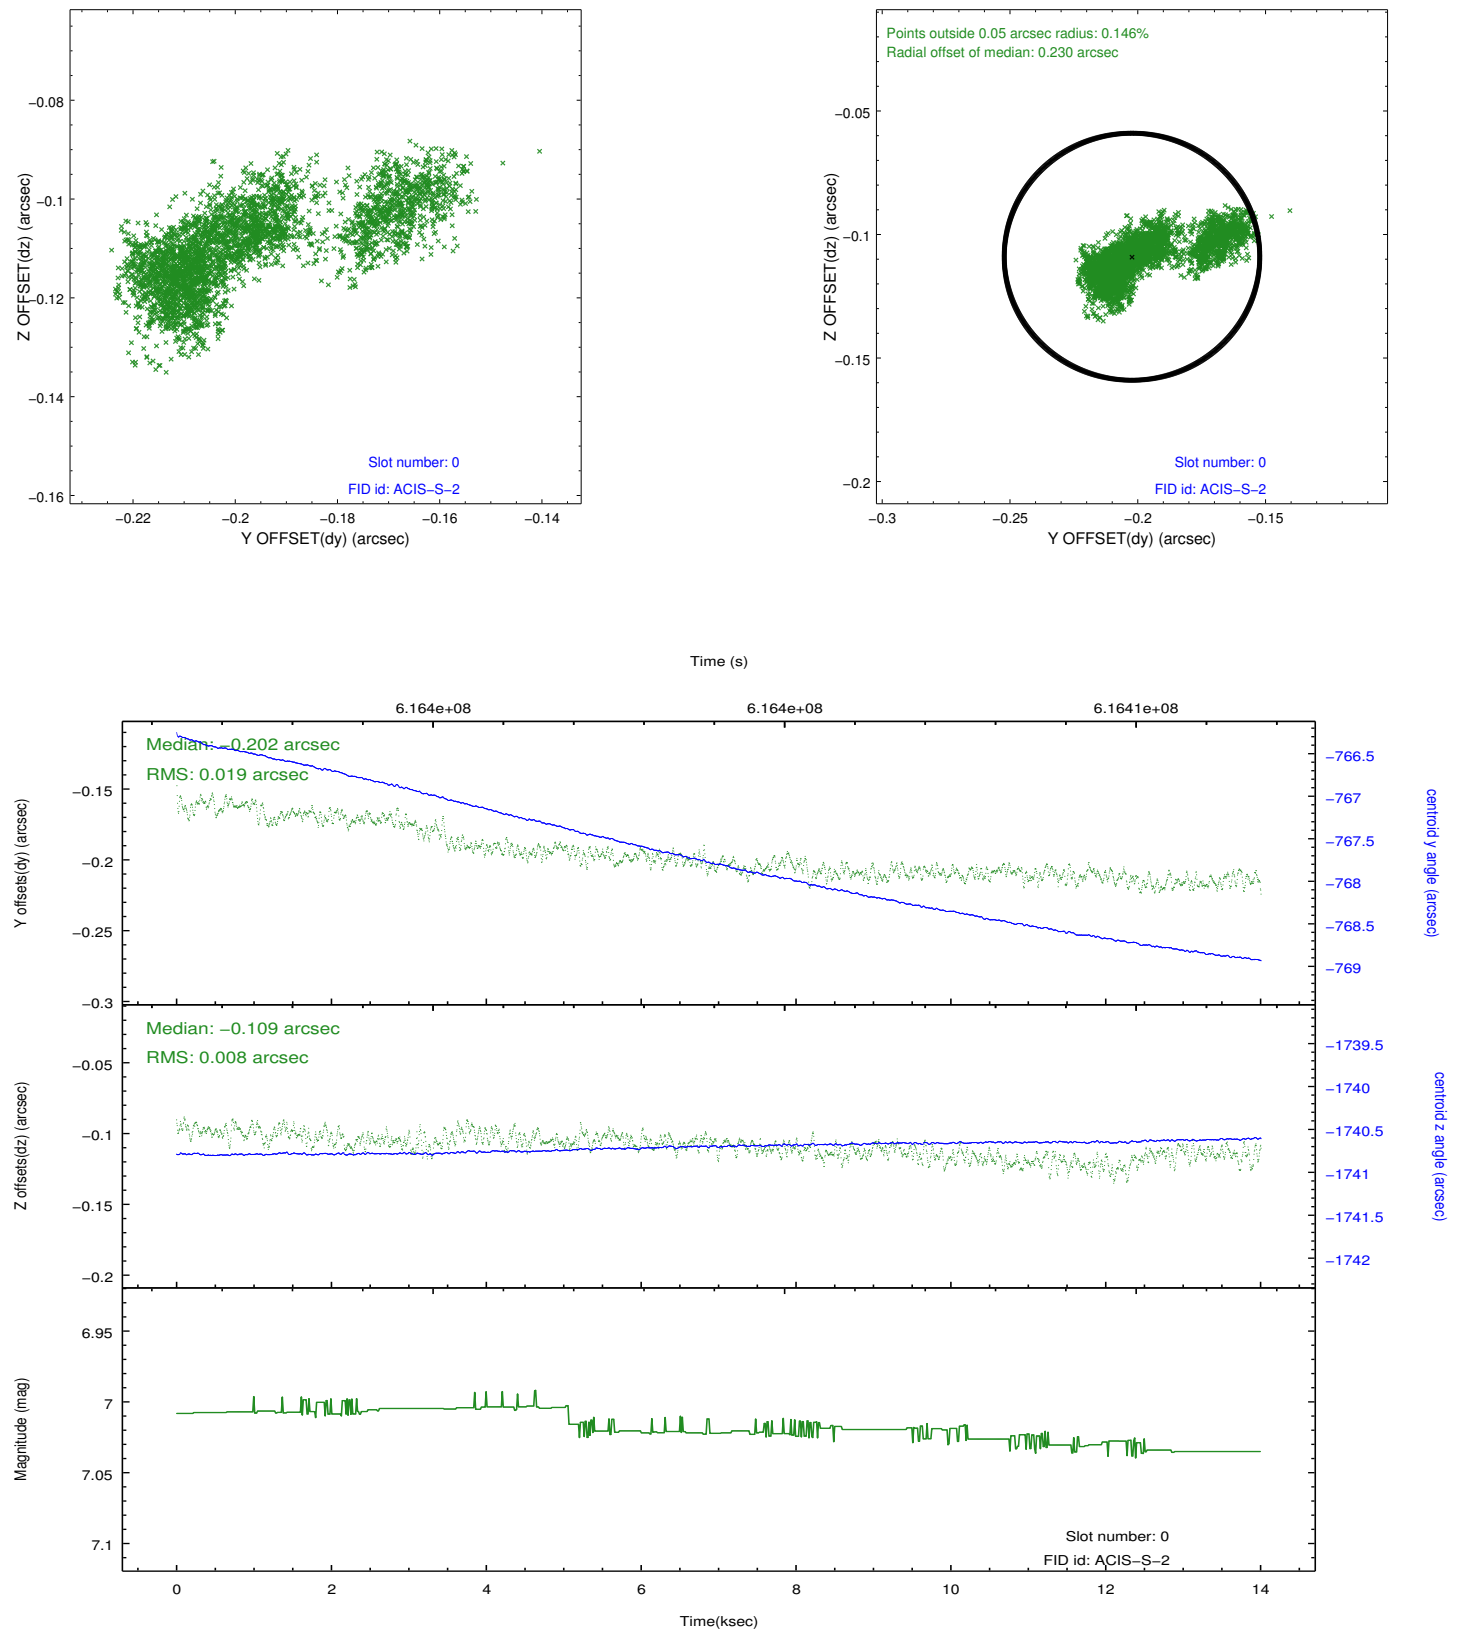 −0.08
−0.1
−0.12
−0.14
−0.16
Z OFFSET(dz) (arcsec)
Slot number: 0
FID id: ACIS−S−2
−0.22
−0.2
−0.18
−0.16
−0.14
Y OFFSET(dy) (arcsec)
Points outside 0.05 arcsec radius: 0.146%
Radial offset of median: 0.230 arcsec
−0.05
−0.1
−0.15
−0.2
Z OFFSET(dz) (arcsec)
Slot number: 0
FID id: ACIS−S−2
−0.3
−0.25
−0.2
−0.15
Y OFFSET(dy) (arcsec)
Time (s)
6.164e+08
6.164e+08
6.1641e+08
Median: −0.202 arcsec
RMS: 0.019 arcsec
−0.15
−0.2
−0.25
−0.3
Y offsets(dy) (arcsec)
−766.5
−767
−767.5
−768
−768.5
−769
centroid y angle (arcsec)
Median: −0.109 arcsec
RMS: 0.008 arcsec
−0.05
−0.1
−0.15
−0.2
Z offsets(dz) (arcsec)
−1739.5
−1740
−1740.5
−1741
−1741.5
−1742
centroid z angle (arcsec)
6.95
7
7.05
7.1
Magnitude (mag)
Slot number: 0
FID id: ACIS−S−2
0
2
4
6
8
10
12
14
Time(ksec)